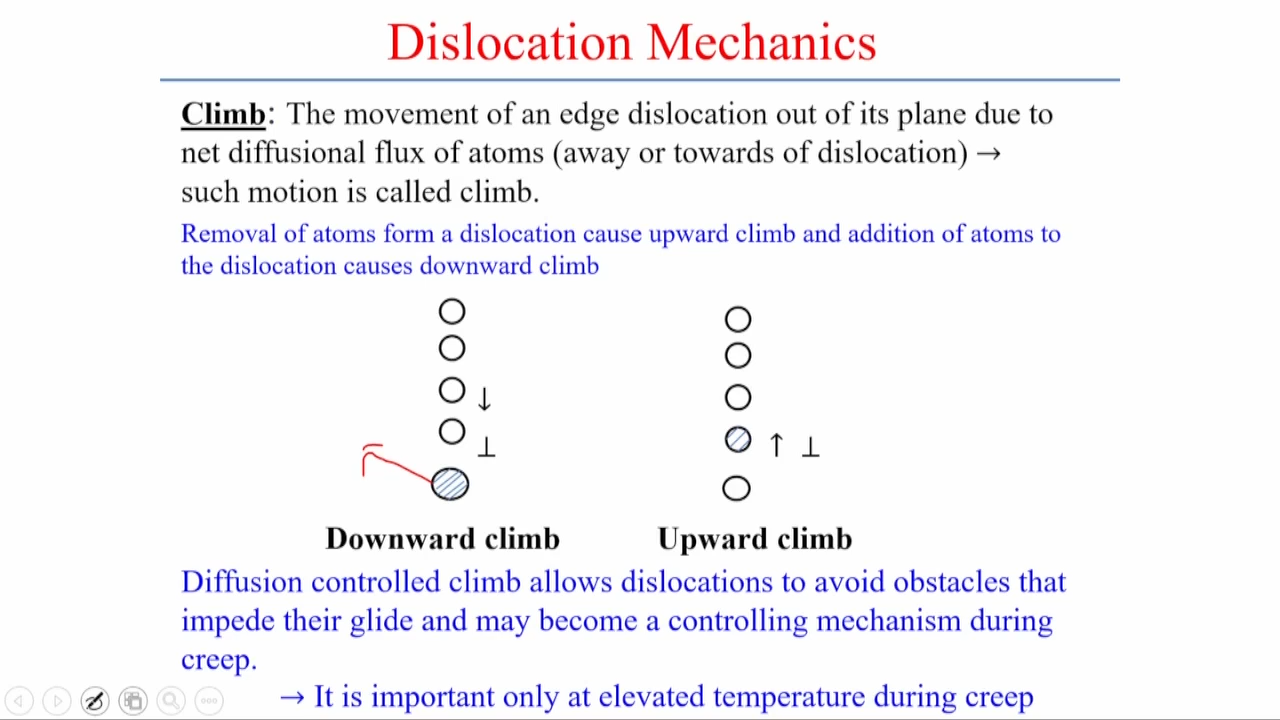 Dislocation Mechanics
Climb: The movement of an edge dislocation out of its plane due to
net diffusional flux of atoms (away or towards of dislocation) →
such motion is called climb.
Removal of atoms form a dislocation cause upward climb and addition of atoms to
the dislocation causes downward climb
↓
⊥
↑ ⊥
Downward climb
Upward climb
Diffusion controlled climb allows dislocations to avoid obstacles that
impede their glide and may become a controlling mechanism during
creep.
→ It is important only at elevated temperature during creep